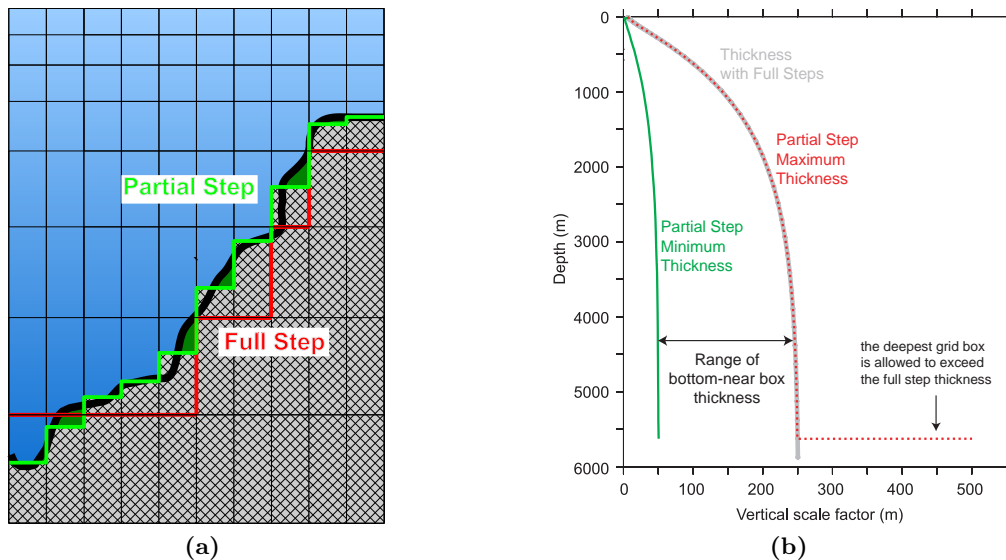 Partial Step
Full Step
(a)
0
1000
2000
3000
4000
5000
6000
Depth (m)
Thickness
with Full Steps
Partial Step
Maximum
Thickness
Partial Step
Minimum
Thickness
Range of
bottom-near box
thickness
the deepest grid box
is allowed to exceed
the full step thickness
0
100
200
300
400
500
Vertical scale factor (m)
(b)